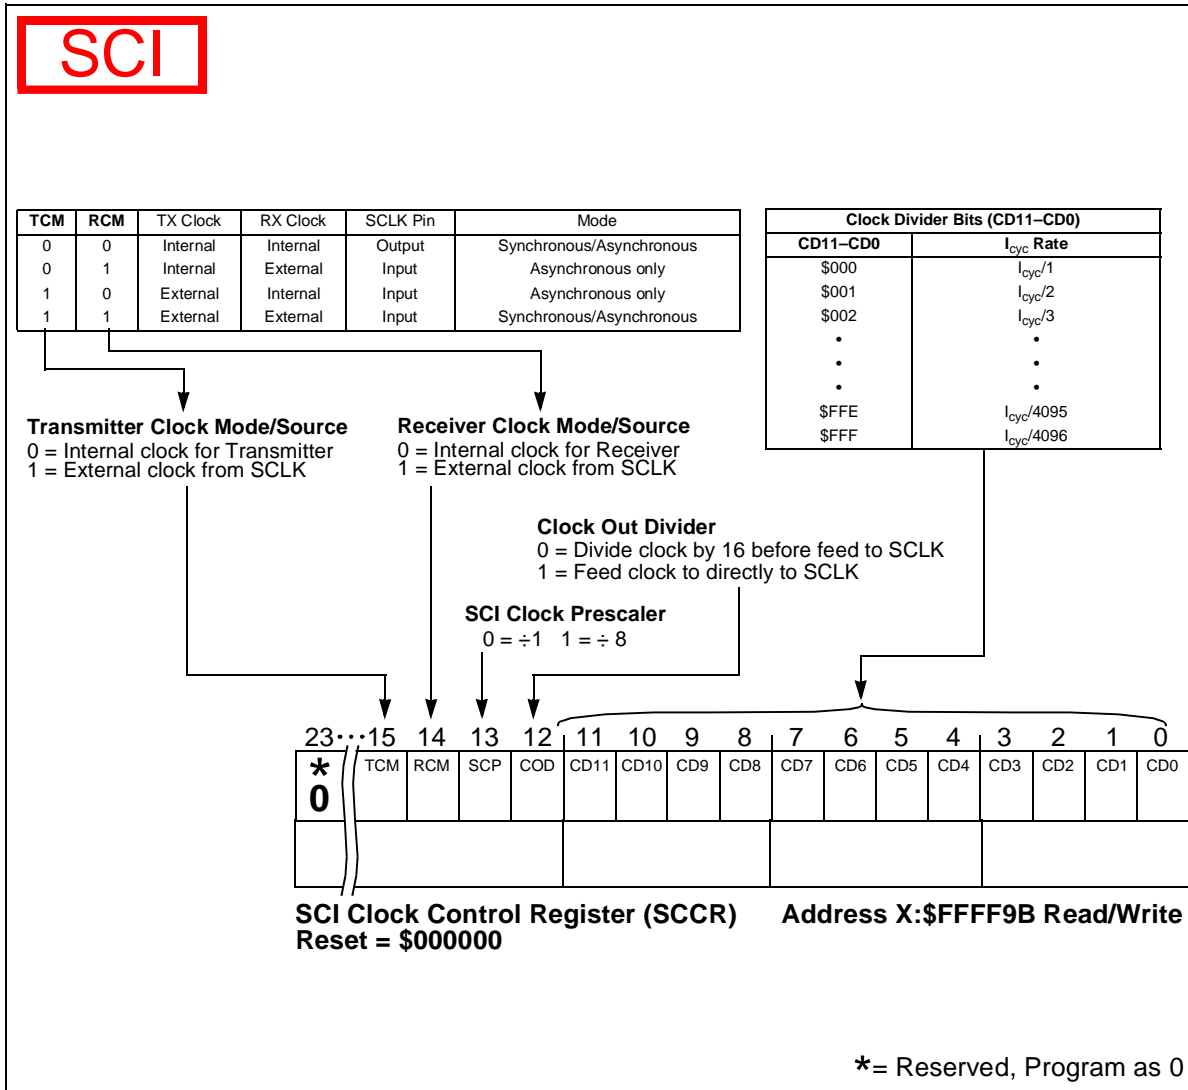 SCI
TCM RCM TX Clock RX Clock SCLK Pin Mode
0 0 Internal Internal Output Synchronous/Asynchronous
0 1 Internal External Input Asynchronous only
1 0 External Internal Input Asynchronous only
1 1 External External Input Synchronous/Asynchronous
Clock Divider Bits (CD11–CD0)
CD11–CD0 Icyc Rate
$000 Icyc/1
$001 Icyc/2
$002 Icyc/3
• •
• •
• •
$FFE Icyc/4095
$FFF Icyc/4096
Transmitter Clock Mode/Source
0 = Internal clock for Transmitter
1 = External clock from SCLK
Receiver Clock Mode/Source
0 = Internal clock for Receiver
1 = External clock from SCLK
Clock Out Divider
0 = Divide clock by 16 before feed to SCLK
1 = Feed clock to directly to SCLK
SCI Clock Prescaler
0 = ÷1 1 = ÷ 8
23···15 14 13 12 11 10 9 8 7 6 5 4 3 2 1 0
* TCM RCM SCP COD CD11 CD10 CD9 CD8 CD7 CD6 CD5 CD4 CD3 CD2 CD1 CD0
0
SCI Clock Control Register (SCCR) Address X:$FFFF9B Read/Write
Reset = $000000
*= Reserved, Program as 0